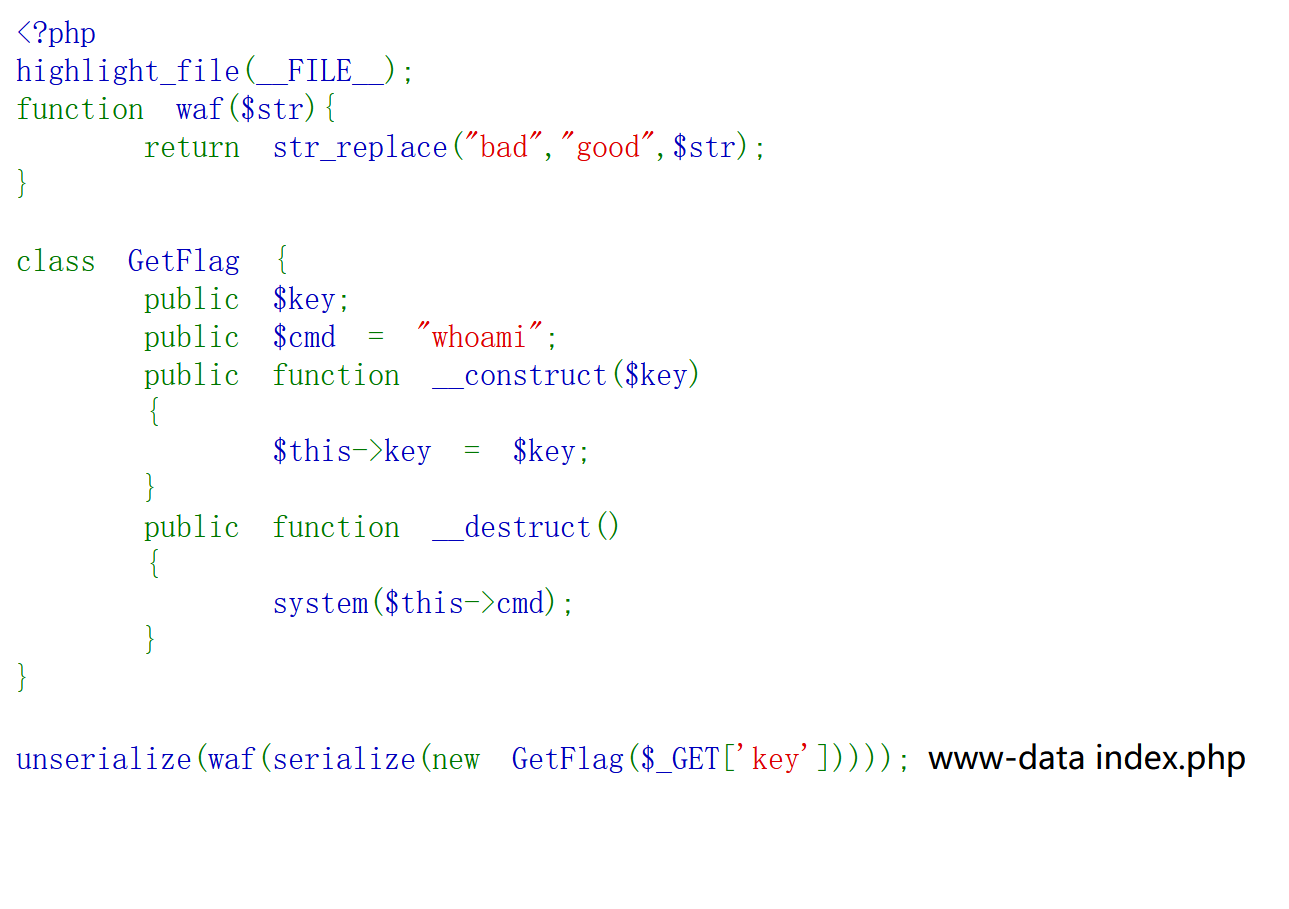 <?php
highlight_file(__FILE__);
function waf($str){
return str_replace("bad","good",$str);
}
class GetFlag {
public $key;
public $cmd = "whoami";
public function __construct($key)
{
$this->key = $key;
}
public function __destruct()
{
system($this->cmd);
}
}
unserialize(waf(serialize(new GetFlag($_GET['key'])))); www-data index.php